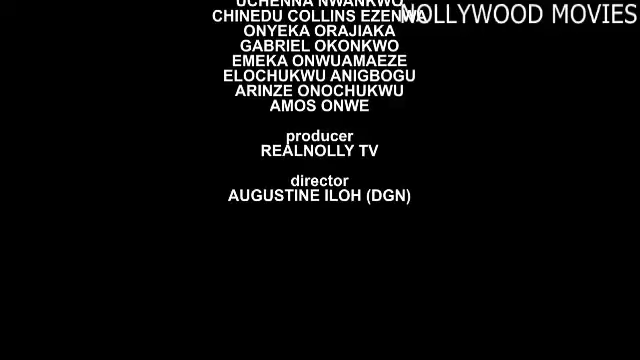 UCHENNA NWANKWO
NOLLYWOOD MOVIES
CHINEDU COLLINS EZENWA
ONYEKA ORAJIAKA
GABRIEL OKONKWO
EMEKA ONWUAMAEZE
ELOCHUKWU ANIGBOGU
ARINZE ONOCHUKWU
AMOS ONWE
producer
REALNOLLY TV
director
AUGUSTINE ILOH (DGN)